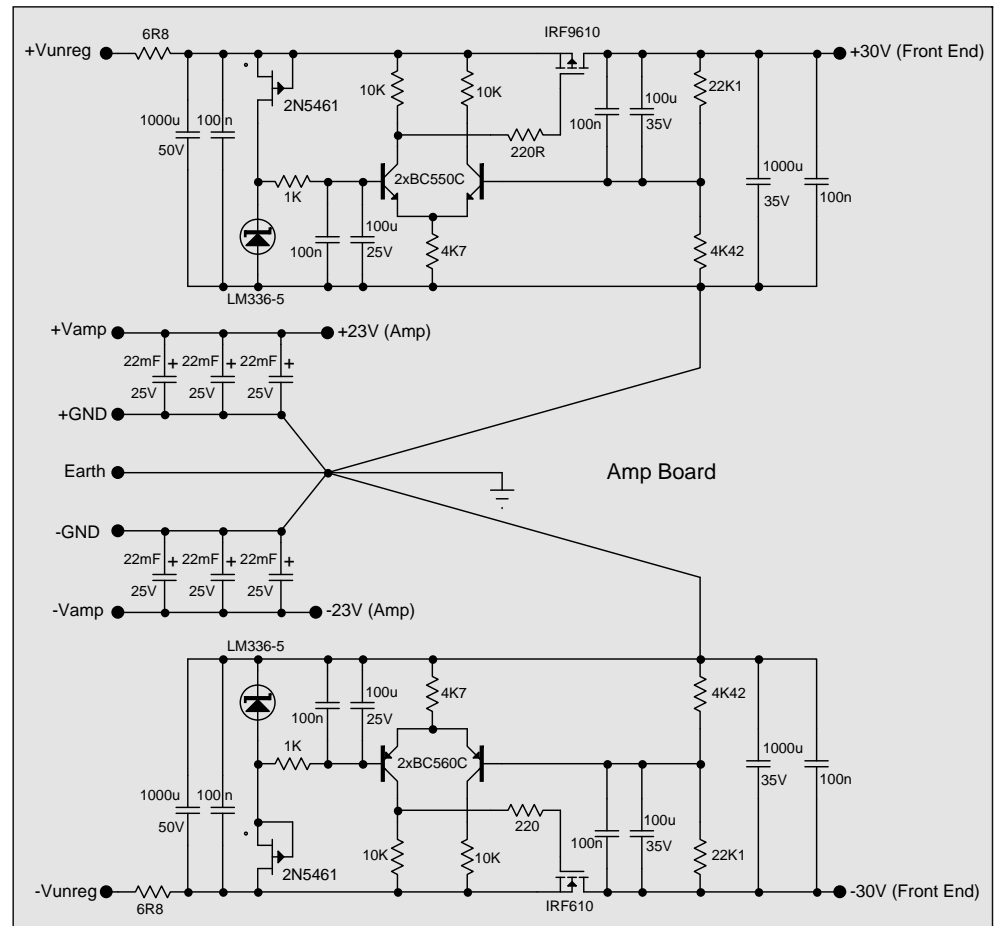 IRF9610
6R8
+Vunreg
+30V (Front End)
10K
10K
22K1
2N5461
100u
35V
1000u
50V
100n
100n
220R
1000u
35V
100n
2xBC550C
1K
100u
25V
100n
4K7
4K42
LM336-5
+Vamp
+23V (Amp)
22mF +
22mF +
22mF +
25V
25V
25V
+GND
Earth
Amp Board
-GND
22mF +
22mF +
22mF +
25V
25V
25V
-Vamp
-23V (Amp)
LM336-5
4K7
4K42
100u
25V
100n
1K
2xBC560C
1000u
35V
100n
1000u
50V
100n
220
100u
35V
100n
10K
10K
22K1
2N5461
-Vunreg
-30V (Front End)
6R8
IRF610